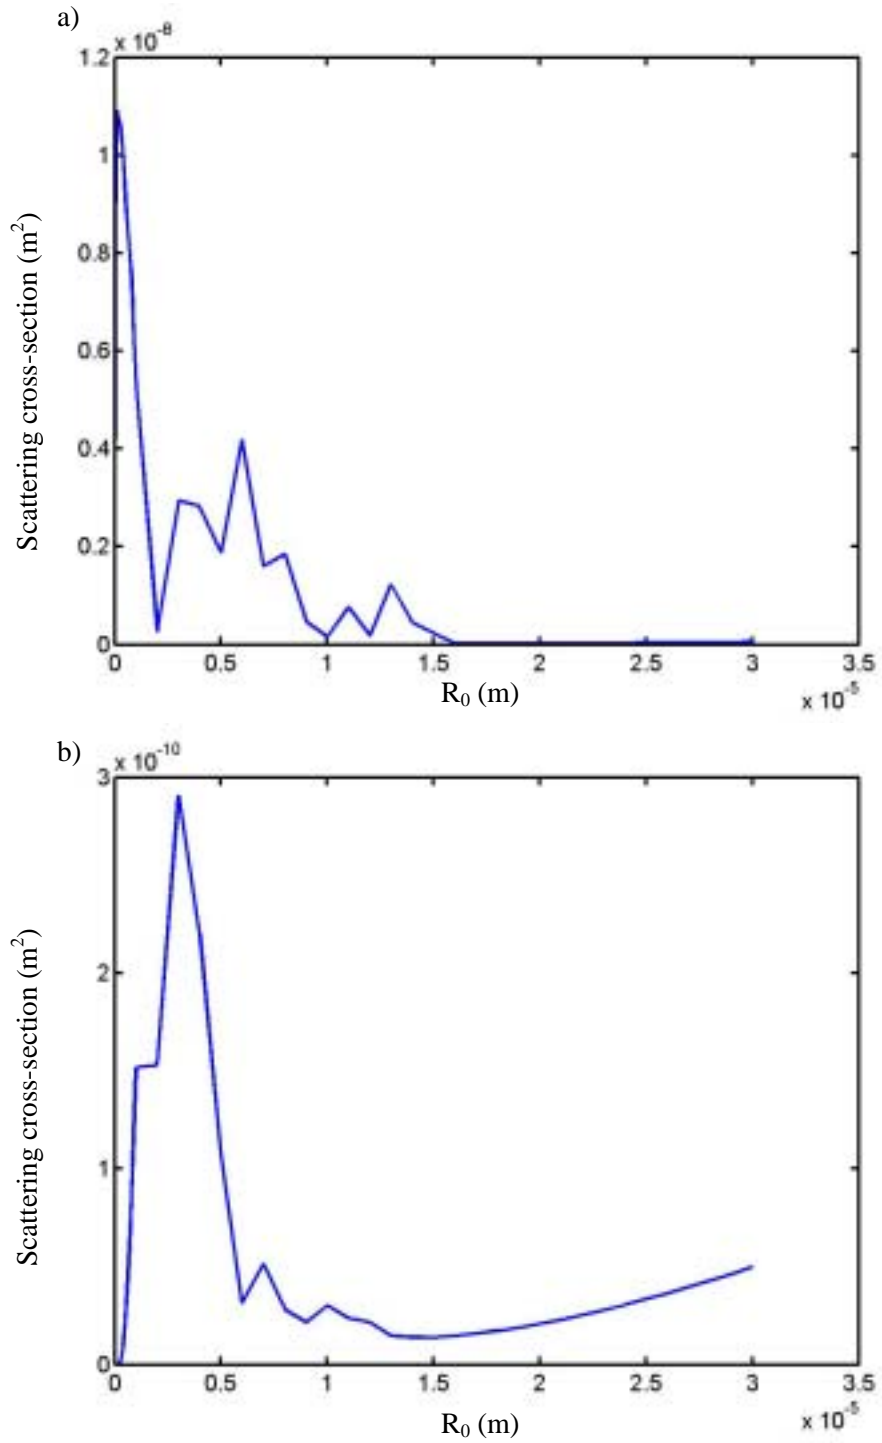 a)
x 10⁻⁸
1.2
1
0.8
0.6
0.4
0.2
0
Scattering cross-section (m²)
0 0.5 1 1.5 2 2.5 3 3.5
R₀ (m)
x 10⁻⁵
b)
x 10⁻¹⁰
3
2
1
0
Scattering cross-section (m²)
0 0.5 1 1.5 2 2.5 3 3.5
R₀ (m)
x 10⁻⁵